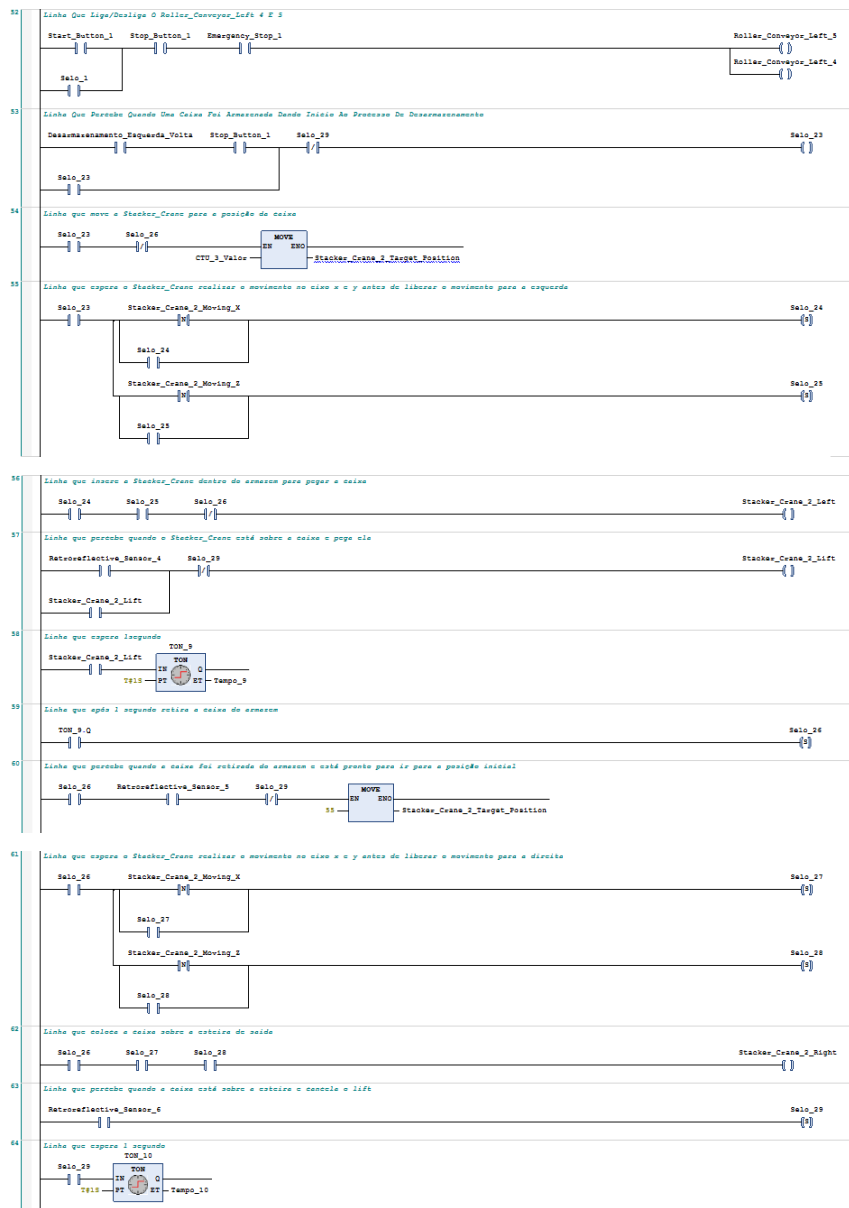 52
Linha Que Liga/Desliga O Roller_Conveyor_Left 4 E 5
Start_Button_1 Stop_Button_1 Emergency_Stop_1 Roller_Conveyor_Left_5
Roller_Conveyor_Left_4
Selo_1
53
Linha Que Percebe Quando Uma Caixa Foi Armazenada Dando Inicio Ao Processo De Desarmazenamento
Desarmazenamento_Esquerda_Volta Stop_Button_1 Selo_29 Selo_23
Selo_23
54
Linha que move a Stacker_Crane para a posição da caixa
Selo_23 Selo_26
MOVE
EN ENO
CTU_3_Valor Stacker_Crane_2_Target_Position
55
Linha que espera o Stacker_Crane realizar o movimento no eixo x e y antes de liberar o movimento para a esquerda
Selo_23 Stacker_Crane_2_Moving_X Selo_24
N S
Selo_24
Stacker_Crane_2_Moving_Z Selo_25
N S
Selo_25
56
Linha que insere a Stacker_Crane dentro do armazem para pegar a caixa
Selo_24 Selo_25 Selo_26 Stacker_Crane_2_Left
57
Linha que percebe quando o Stacker_Crane está sobre a caixa e pega ela
Retroreflective_Sensor_4 Selo_29 Stacker_Crane_2_Lift
Stacker_Crane_2_Lift
58
Linha que espera 1segundo
TON_9
Stacker_Crane_2_Lift TON
IN Q
T#1S PT ET Tempo_9
59
Linha que após 1 segundo retira a caixa do armazem
TON_9.Q Selo_26
S
60
Linha que percebe quando a caixa foi retirada do armazem e está pronto para ir para a posição inicial
Selo_26 Retroreflective_Sensor_5 Selo_29 MOVE
EN ENO
55 Stacker_Crane_2_Target_Position
61
Linha que espera o Stacker_Crane realizar o movimento no eixo x e y antes de liberar o movimento para a direita
Selo_26 Stacker_Crane_2_Moving_X Selo_27
N S
Selo_27
Stacker_Crane_2_Moving_Z Selo_28
N S
Selo_28
62
Linha que coloca a caixa sobre a esteira de saida
Selo_26 Selo_27 Selo_28 Stacker_Crane_2_Right
63
Linha que percebe quando a caixa está sobre a esteira e cancela o lift
Retroreflective_Sensor_6 Selo_29
S
64
Linha que espera 1 segundo
TON_10
Selo_29 TON
IN Q
T#1S PT ET Tempo_10